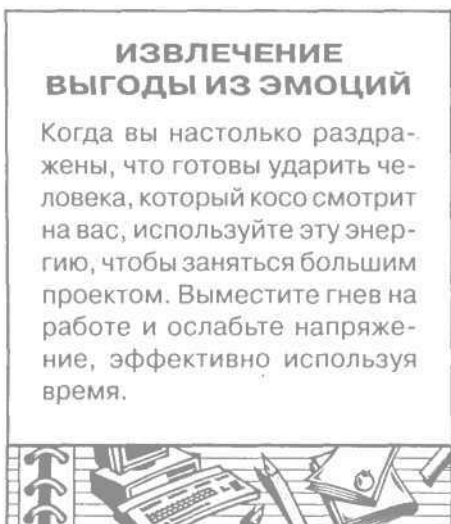 ИЗВЛЕЧЕНИЕ
ВЫГОДЫ ИЗ ЭМОЦИЙ
Когда вы настолько раздра-
жены, что готовы ударить че-
ловека, который косо смотрит
на вас, используйте эту энер-
гию, чтобы заняться большим
проектом. Выместите гнев на
работе и ослабьте напряже-
ние, эффективно используя
время.